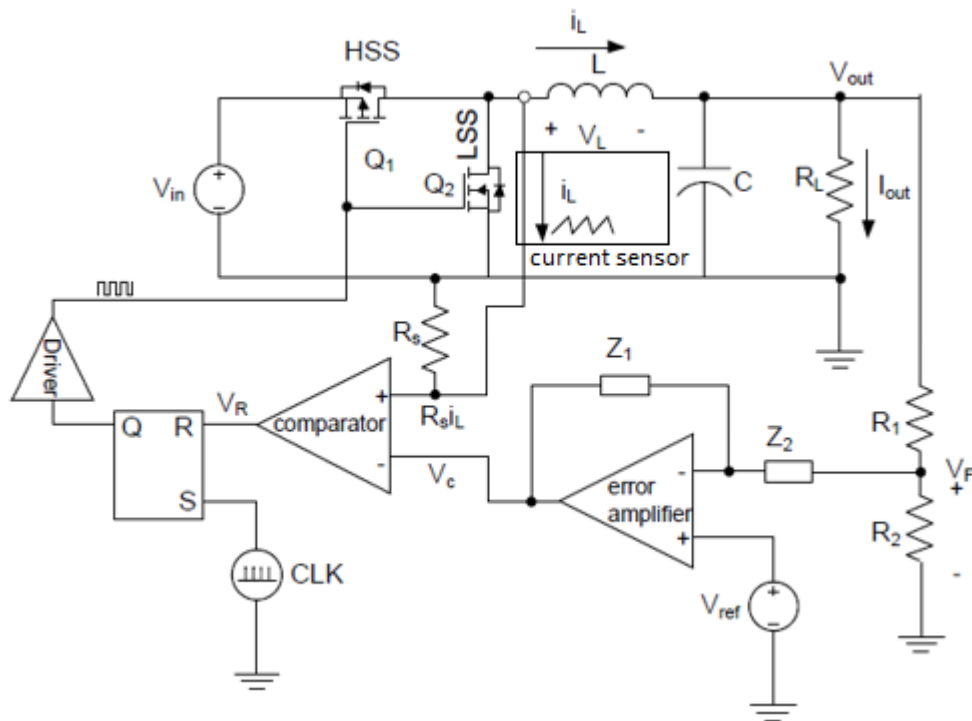 iL
HSS
L
Vout
LSS
+ VL -
Q1
Q2
Vin
+
-
iL
C
RL
Iout
current sensor
Driver
Rs
Z1
VR
+
RsiL
comparator
Q R
-
Vc
S
R1
Z2
VF
+
-
error
amplifier
+
R2
-
CLK
Vref
+
-